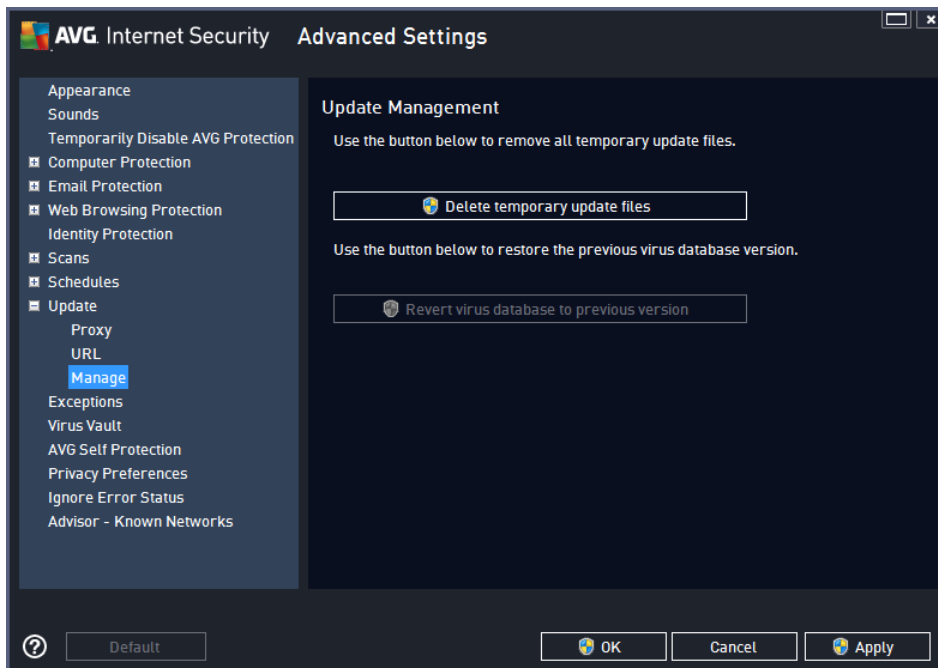 AVG. Internet Security Advanced Settings
Appearance
Sounds
Temporarily Disable AVG Protection
Computer Protection
Email Protection
Web Browsing Protection
Identity Protection
Scans
Schedules
Update
Proxy
URL
Manage
Exceptions
Virus Vault
AVG Self Protection
Privacy Preferences
Ignore Error Status
Advisor - Known Networks
Update Management
Use the button below to remove all temporary update files.
Delete temporary update files
Use the button below to restore the previous virus database version.
Revert virus database to previous version
Default
OK
Cancel
Apply